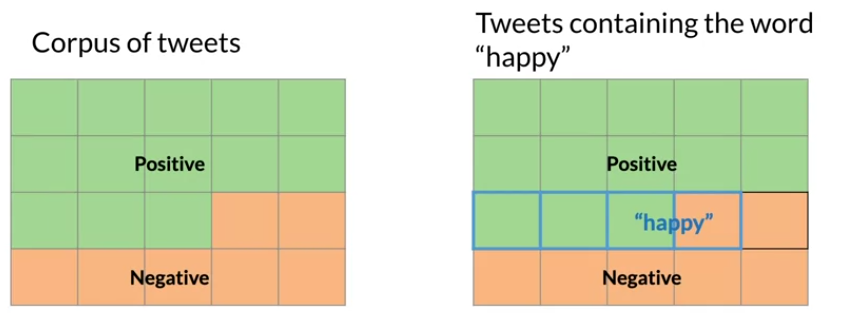 Corpus of tweets
Positive
Negative
Tweets containing the word
“happy”
Positive
“happy”
Negative